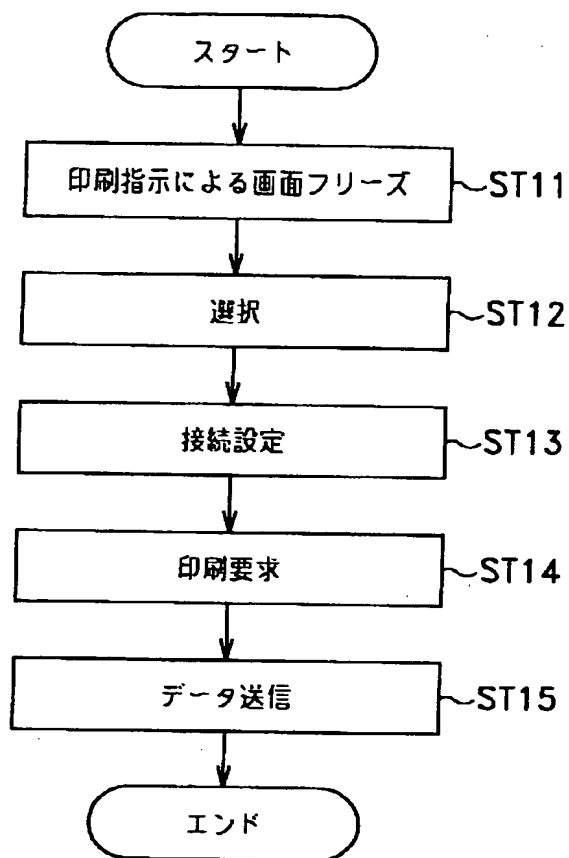 スタート
印刷指示による画面フリーズ ST11
選択 ST12
接続設定 ST13
印刷要求 ST14
データ送信 ST15
エンド